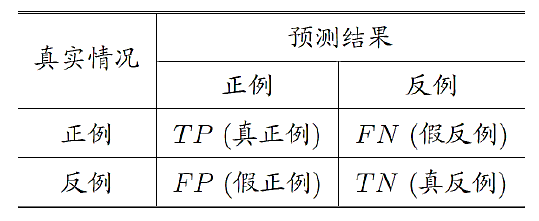 真实情况
预测结果
正例 反例
正例 TP (真正例) FN (假反例)
反例 FP (假正例) TN (真反例)